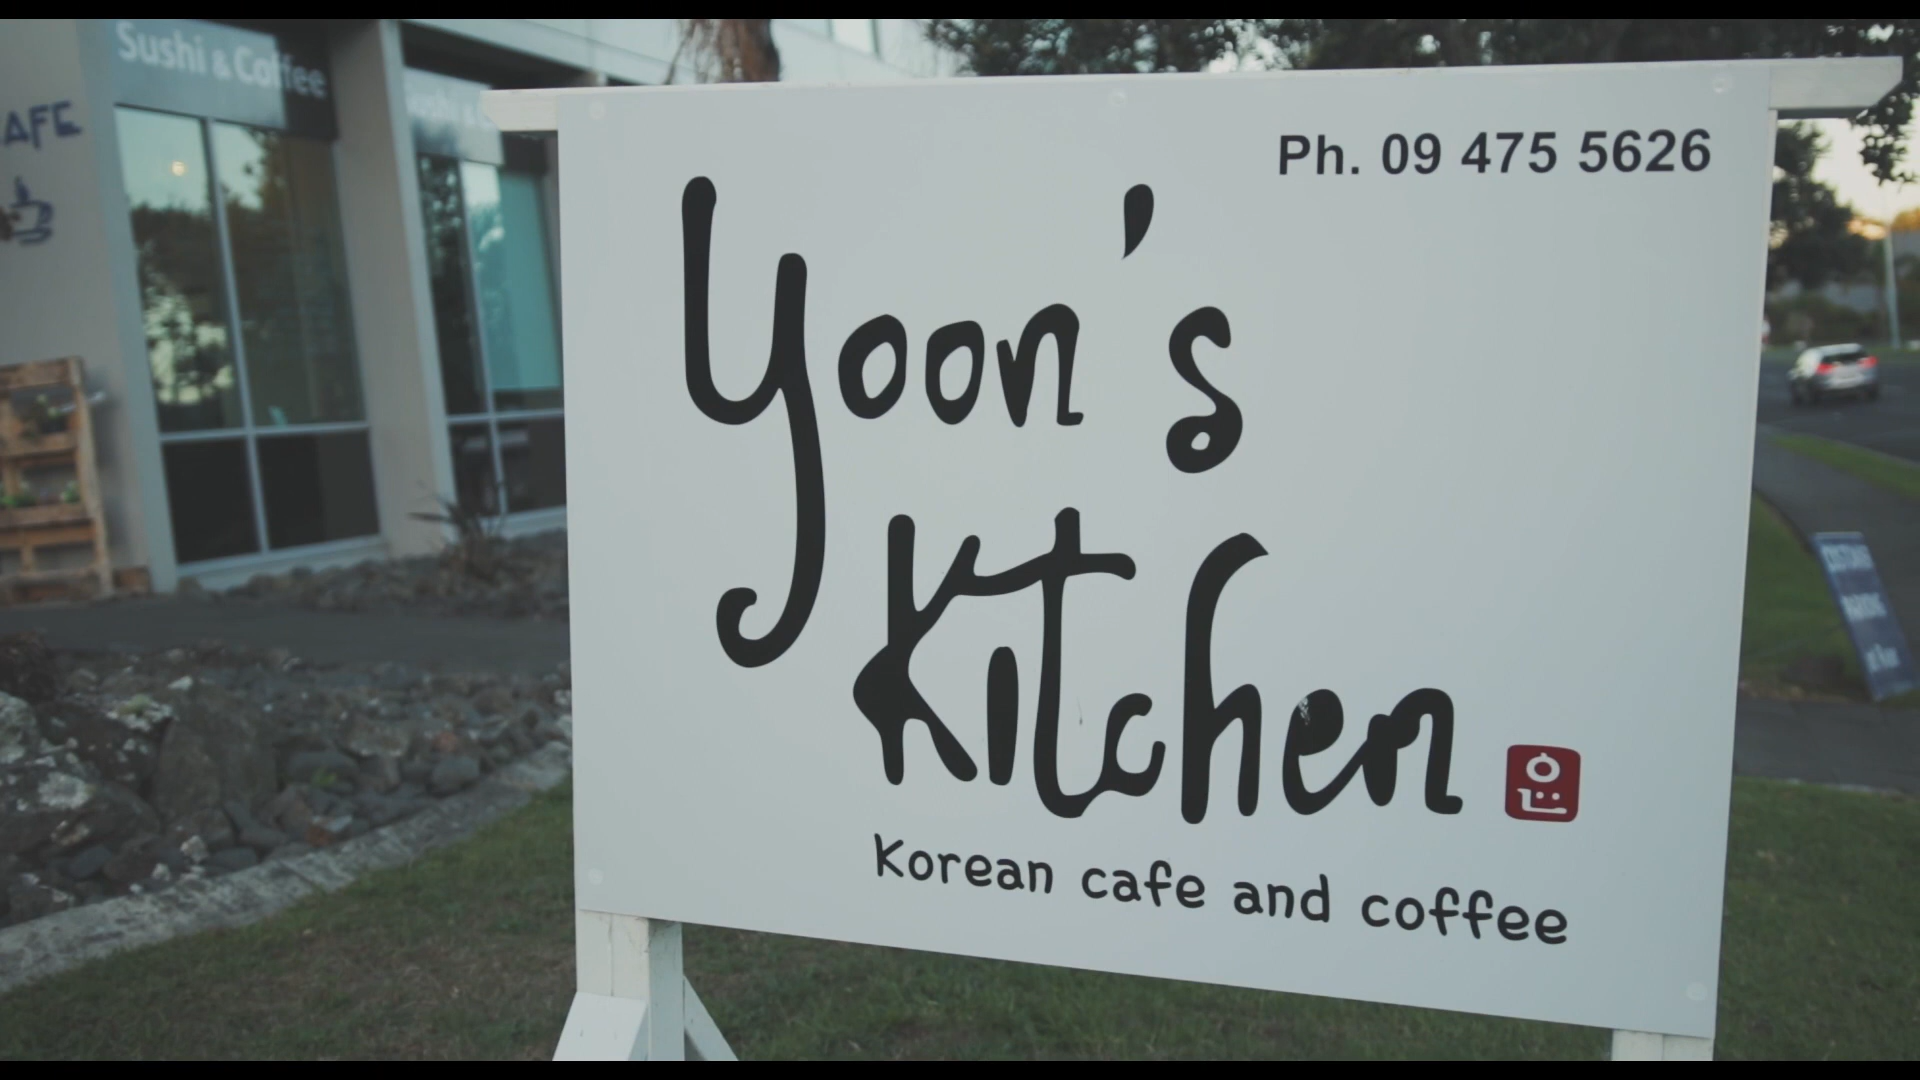 Sushi & Coffee
AFE
Ph. 09 475 5626
Yoon's
Kitchen
윤
Korean cafe and coffee